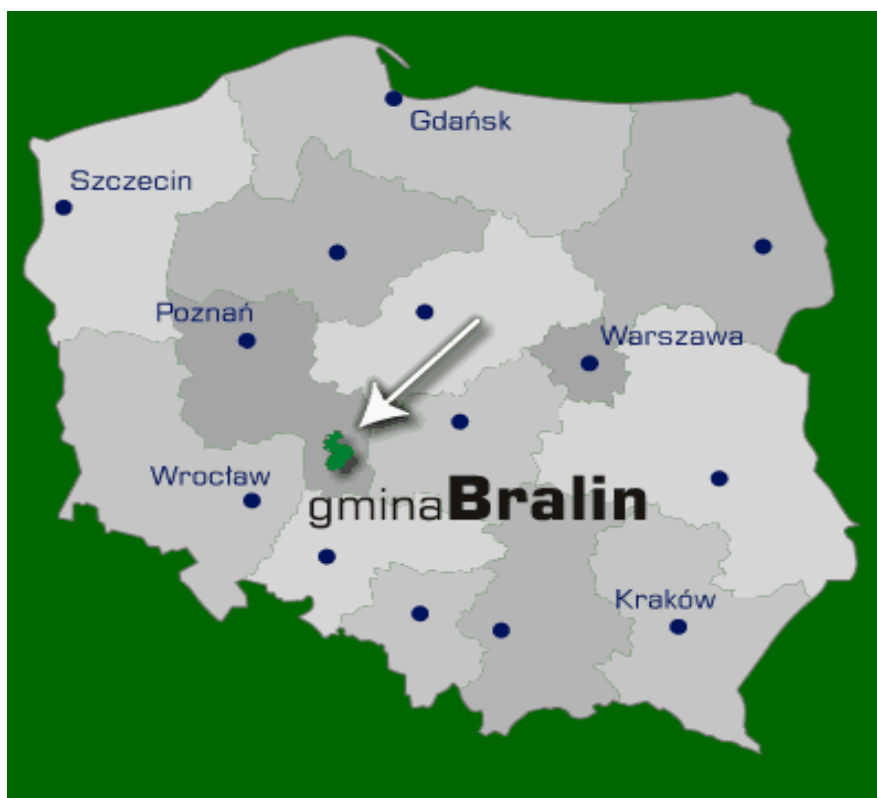 Gdańsk
Szczecin
Poznań
Warszawa
Wrocław
gminaBralin
Kraków